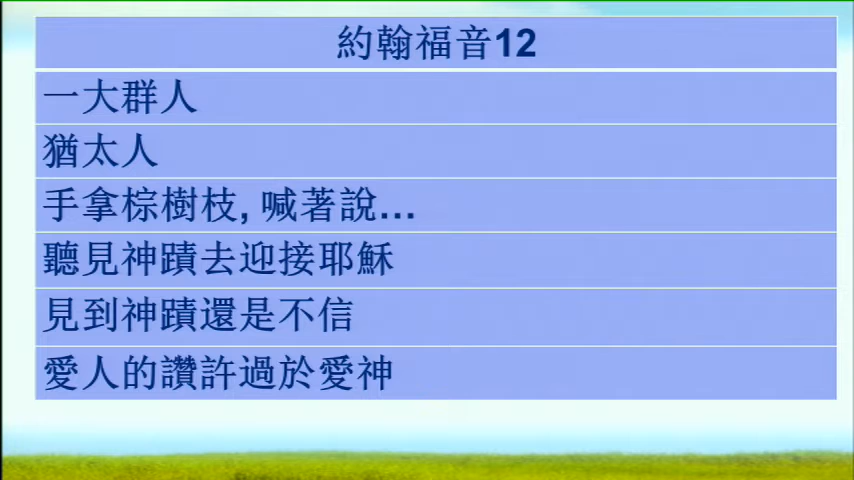 約翰福音12
一大群人
猶太人
手拿棕樹枝, 喊著說...
聽見神蹟去迎接耶穌
見到神蹟還是不信
愛人的讚許過於愛神